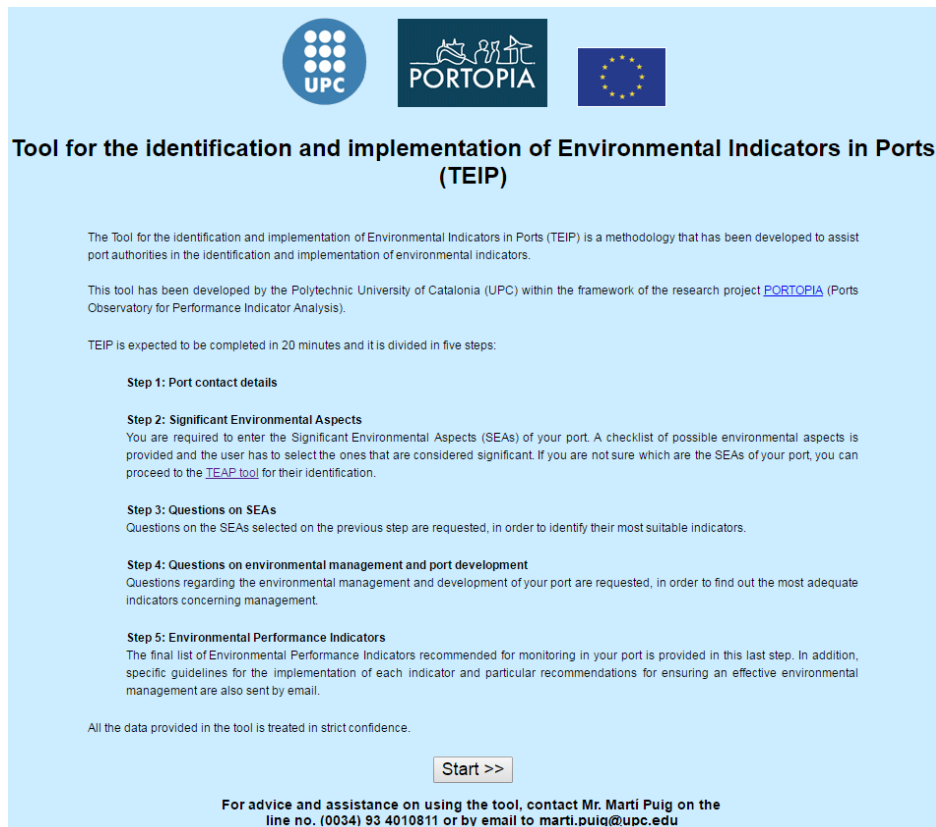 UPC
PORTOPIA
Tool for the identification and implementation of Environmental Indicators in Ports
(TEIP)
The Tool for the identification and implementation of Environmental Indicators in Ports (TEIP) is a methodology that has been developed to assist
port authorities in the identification and implementation of environmental indicators.
This tool has been developed by the Polytechnic University of Catalonia (UPC) within the framework of the research project PORTOPIA (Ports
Observatory for Performance Indicator Analysis).
TEIP is expected to be completed in 20 minutes and it is divided in five steps:
Step 1: Port contact details
Step 2: Significant Environmental Aspects
You are required to enter the Significant Environmental Aspects (SEAs) of your port. A checklist of possible environmental aspects is
provided and the user has to select the ones that are considered significant. If you are not sure which are the SEAs of your port, you can
proceed to the TEAP tool for their identification.
Step 3: Questions on SEAs
Questions on the SEAs selected on the previous step are requested, in order to identify their most suitable indicators.
Step 4: Questions on environmental management and port development
Questions regarding the environmental management and development of your port are requested, in order to find out the most adequate
indicators concerning management.
Step 5: Environmental Performance Indicators
The final list of Environmental Performance Indicators recommended for monitoring in your port is provided in this last step. In addition,
specific guidelines for the implementation of each indicator and particular recommendations for ensuring an effective environmental
management are also sent by email.
All the data provided in the tool is treated in strict confidence.
Start >>
For advice and assistance on using the tool, contact Mr. Martí Puig on the
line no. (0034) 93 4010811 or by email to marti.puig@upc.edu